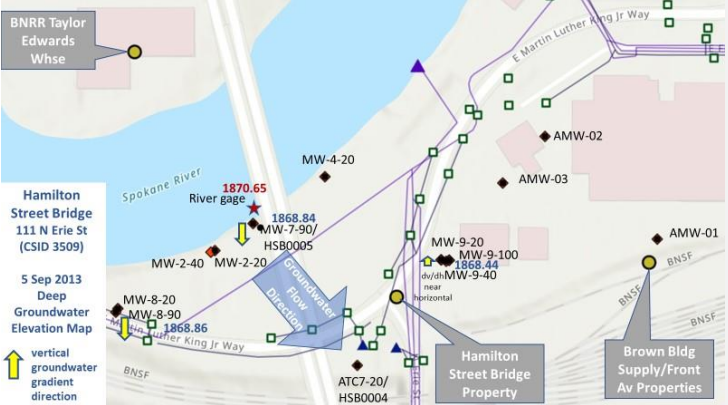 BNRR Taylor
Edwards
Whse
E Martin Luther King Jr Way
AMW-02
MW-4-20
AMW-03
Spokane River
1870.65
River gage
1868.84
MW-7-90/
HSB0005
Hamilton
Street Bridge
111 N Erie St
(CSID 3509)
5 Sep 2013
Deep
Groundwater
Elevation Map
vertical
groundwater
gradient
direction
MW-2-40
MW-2-20
Groundwater
Flow
Direction
MW-9-20
MW-9-100
1868.44
MW-9-40
dv/dh
near
horizontal
AMW-01
BNSF
BNSF
BNSF
MW-8-20
MW-8-90
1868.86
Martin Luther King Jr Way
BNSF
ATC7-20/
HSB0004
Hamilton
Street Bridge
Property
Brown Bldg
Supply/Front
Av Properties